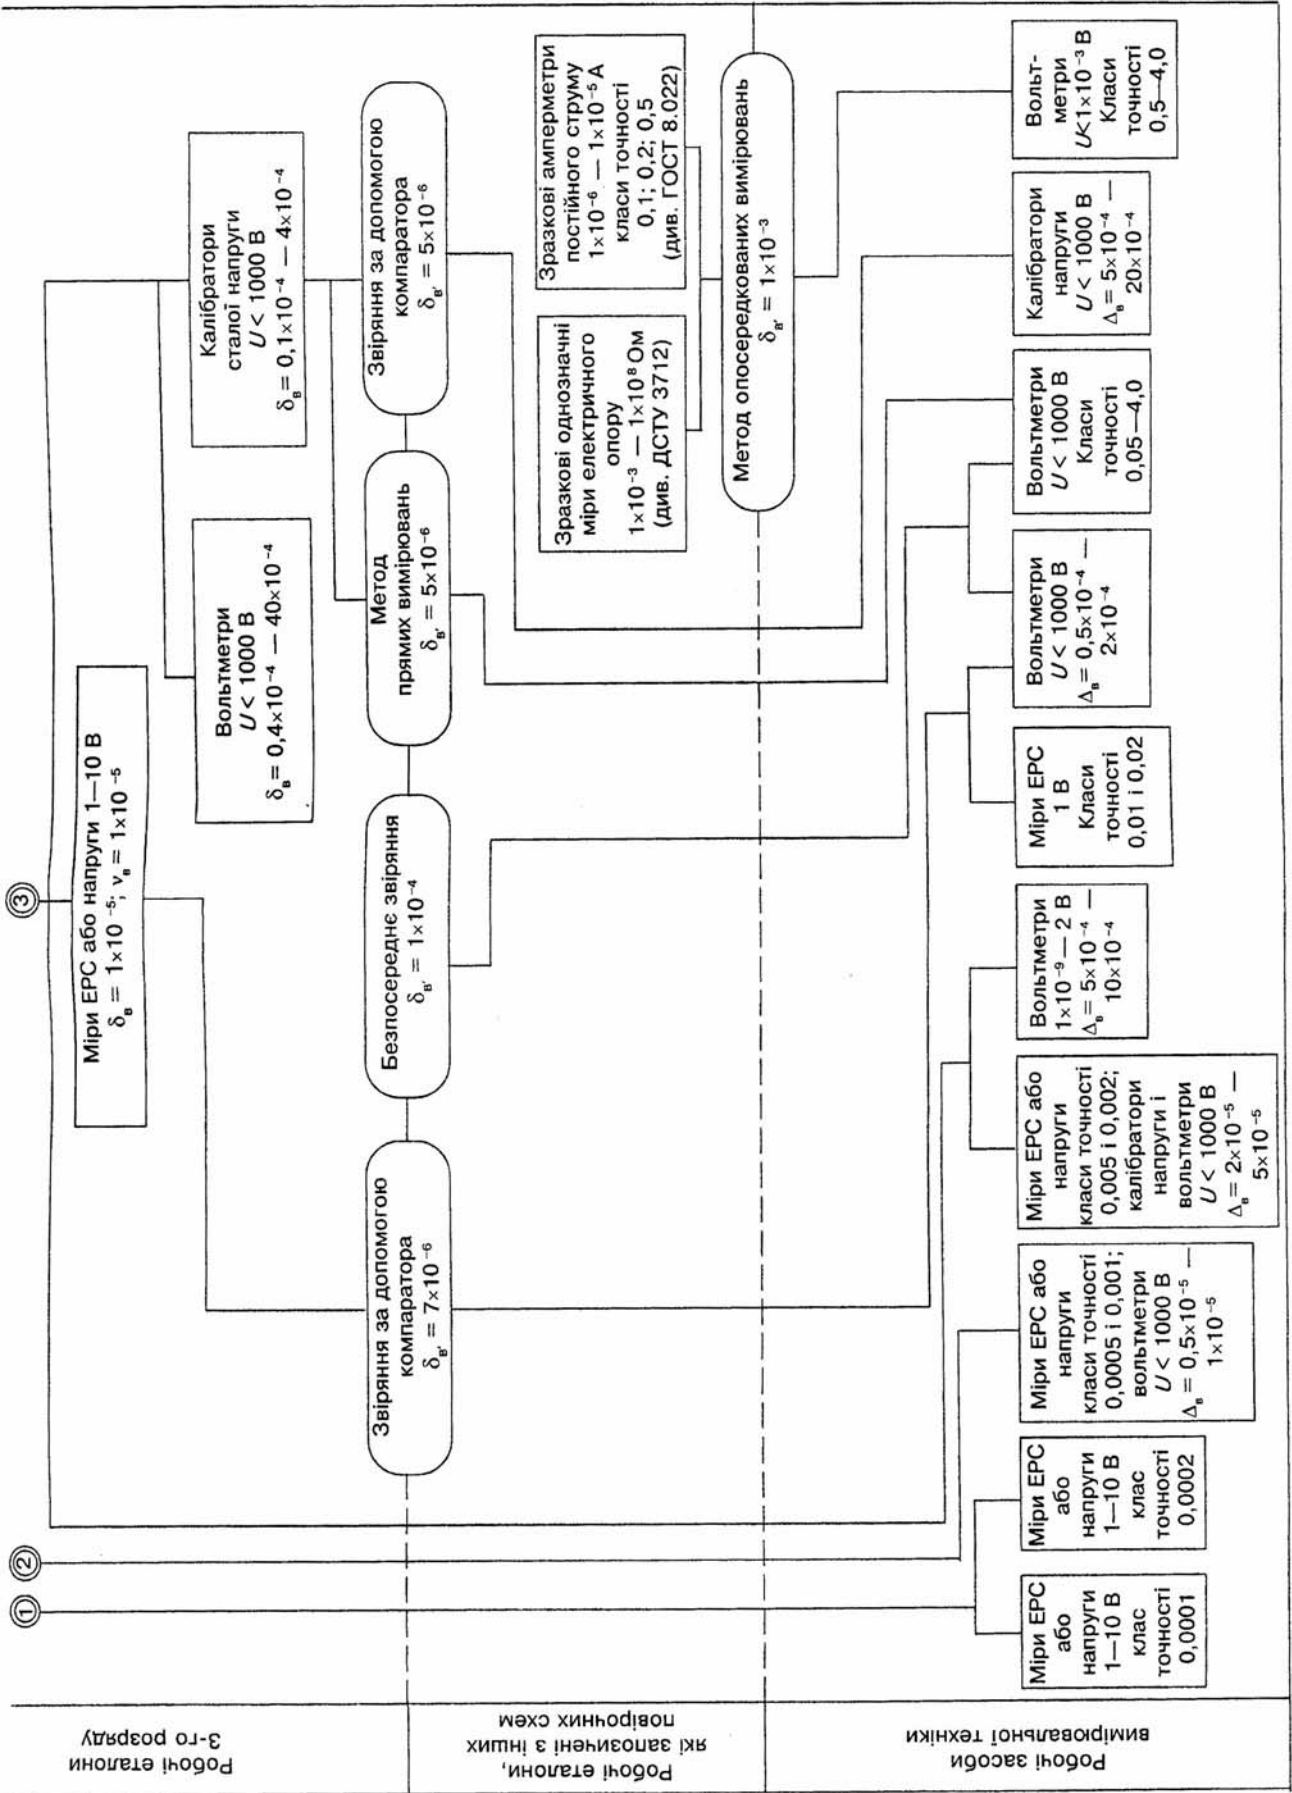 Робочі еталони
3-го розряду
①
②
③
Міри ЕРС або напруги 1—10 В
δв = 1×10⁻⁵; νв = 1×10⁻⁵
Вольтметри
U < 1000 В
δв = 0,4×10⁻⁴ — 40×10⁻⁴
Калібратори
сталої напруги
U < 1000 В
δв = 0,1×10⁻⁴ — 4×10⁻⁴
Звіряння за допомогою
компаратора
δв' = 7×10⁻⁶
Безпосереднє звіряння
δв' = 1×10⁻⁴
Метод
прямих вимірювань
δв' = 5×10⁻⁶
Звіряння за допомогою
компаратора
δв' = 5×10⁻⁶
Робочі еталони,
які запозичені з інших
повірочних схем
Зразкові однозначні
міри електричного
опору
1×10⁻³ — 1×10⁸ Ом
(див. ДСТУ 3712)
Зразкові амперметри
постійного струму
1×10⁻⁶ — 1×10⁻⁵ А
класи точності
0,1; 0,2; 0,5
(див. ГОСТ 8.022)
Метод опосередкованих вимірювань
δв' = 1×10⁻³
Робочі засоби
вимірювальної техніки
Міри ЕРС
або
напруги
1—10 В
клас
точності
0,0001
Міри ЕРС
або
напруги
1—10 В
клас
точності
0,0002
Міри ЕРС або
напруги
класи точності
0,0005 і 0,001;
вольтметри
U < 1000 В
Δв = 0,5×10⁻⁵ —
1×10⁻⁵
Міри ЕРС або
напруги
класи точності
0,005 і 0,002;
калібратори
напруги і
вольтметри
U < 1000 В
Δв = 2×10⁻⁵ —
5×10⁻⁵
Вольтметри
1×10⁻⁹ — 2 В
Δв = 5×10⁻⁴ —
10×10⁻⁴
Міри ЕРС
1 В
Класи
точності
0,01 і 0,02
Вольтметри
U < 1000 В
Δв = 0,5×10⁻⁴ —
2×10⁻⁴
Вольтметри
U < 1000 В
Класи
точності
0,05—4,0
Калібратори
напруги
U < 1000 В
Δв = 5×10⁻⁴ —
20×10⁻⁴
Вольт-
метри
U<1×10⁻³ В
Класи
точності
0,5—4,0